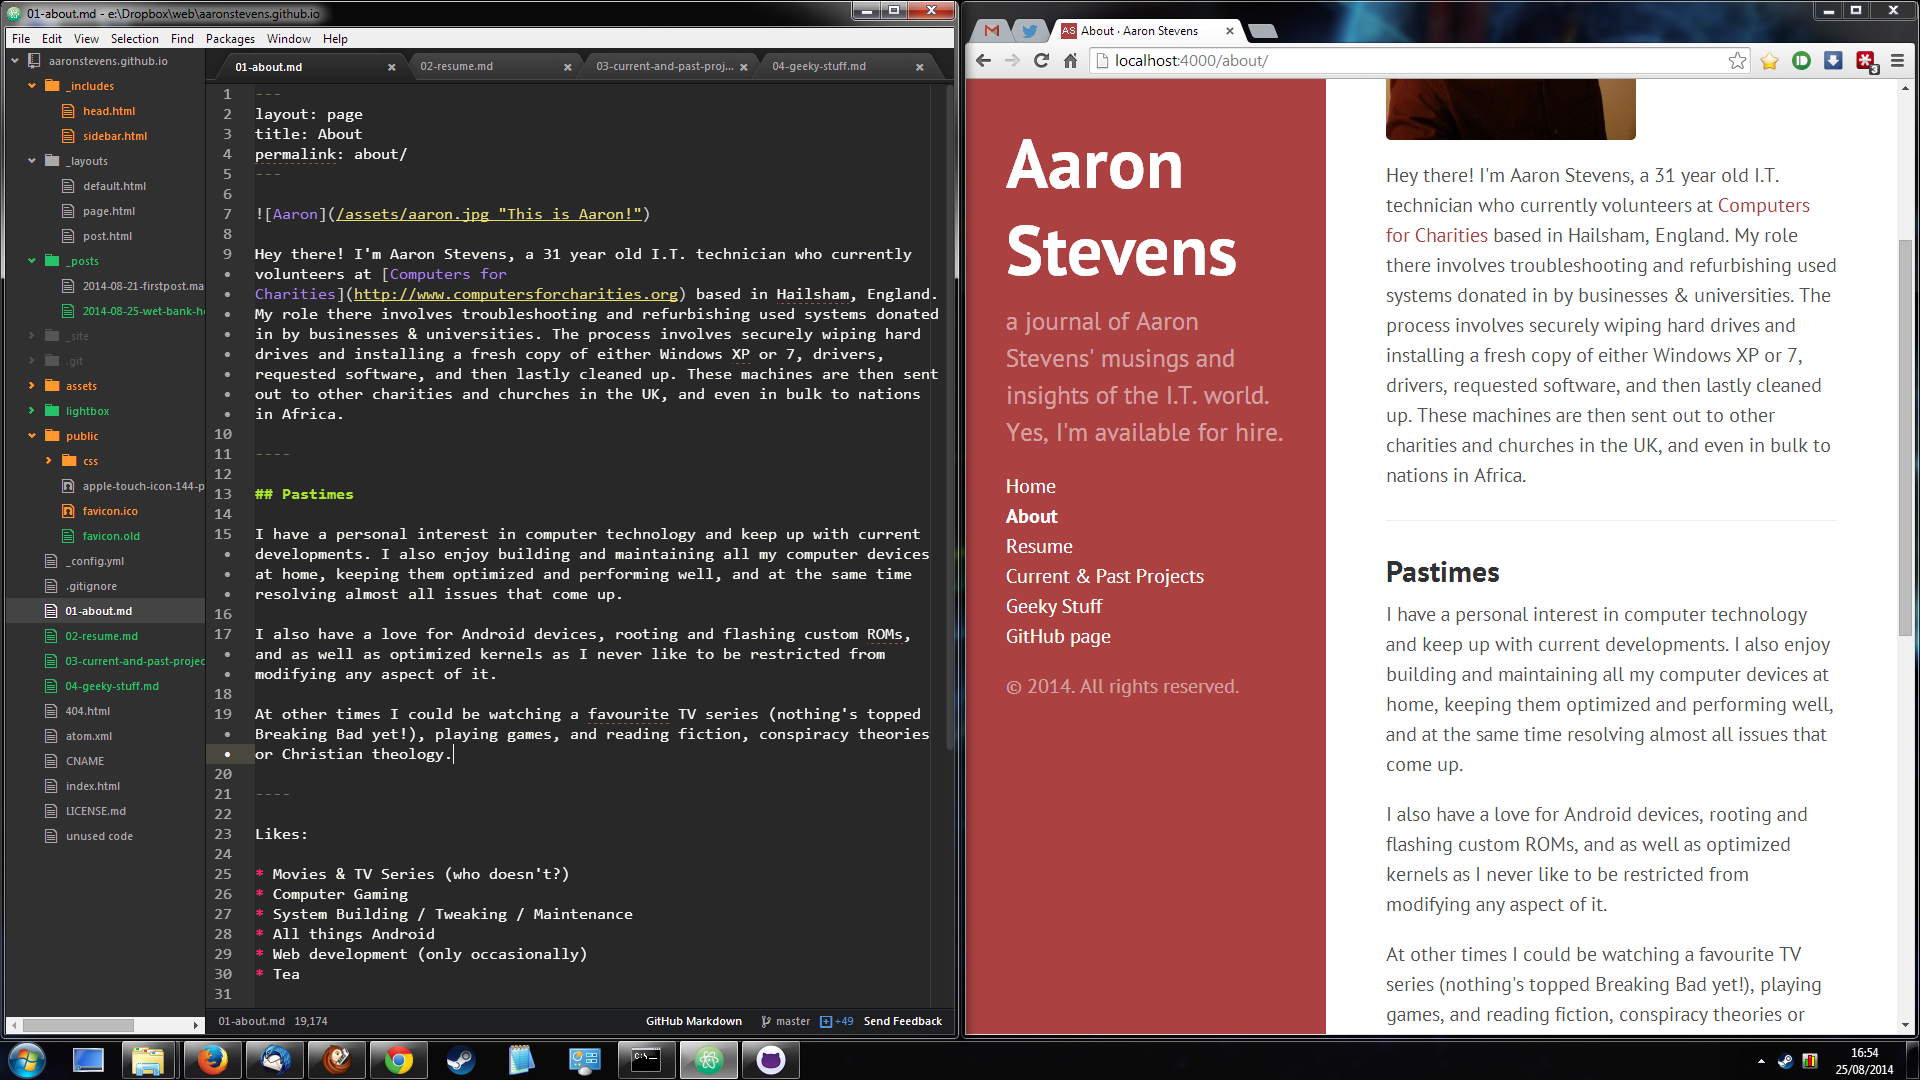 01-about.md - e:\Dropbox\web\aaronstevens.github.io
File Edit View Selection Find Packages Window Help
aaronstevens.github.io
_includes
head.html
sidebar.html
_layouts
default.html
page.html
post.html
_posts
2014-08-21-firstpost.ma
2014-08-25-wet-bank-h
_site
.git
assets
lightbox
public
css
apple-touch-icon-144-p
favicon.ico
favicon.old
_config.yml
.gitignore
01-about.md
02-resume.md
03-current-and-past-projec
04-geeky-stuff.md
404.html
atom.xml
CNAME
index.html
LICENSE.md
unused code
01-about.md 02-resume.md 03-current-and-past-proj... 04-geeky-stuff.md
1 ---
2 layout: page
3 title: About
4 permalink: about/
5 ---
6
7 ![Aaron](/assets/aaron.jpg "This is Aaron!")
8
9 Hey there! I'm Aaron Stevens, a 31 year old I.T. technician who currently
• volunteers at [Computers for
• Charities](http://www.computersforcharities.org) based in Hailsham, England.
• My role there involves troubleshooting and refurbishing used systems donated
• in by businesses & universities. The process involves securely wiping hard
• drives and installing a fresh copy of either Windows XP or 7, drivers,
• requested software, and then lastly cleaned up. These machines are then sent
• out to other charities and churches in the UK, and even in bulk to nations
• in Africa.
10
11 ----
12
13 ## Pastimes
14
15 I have a personal interest in computer technology and keep up with current
• developments. I also enjoy building and maintaining all my computer devices
• at home, keeping them optimized and performing well, and at the same time
• resolving almost all issues that come up.
16
17 I also have a love for Android devices, rooting and flashing custom ROMs,
• and as well as optimized kernels as I never like to be restricted from
• modifying any aspect of it.
18
19 At other times I could be watching a favourite TV series (nothing's topped
• Breaking Bad yet!), playing games, and reading fiction, conspiracy theories
• or Christian theology.
20
21 ----
22
23 Likes:
24
25 * Movies & TV Series (who doesn't?)
26 * Computer Gaming
27 * System Building / Tweaking / Maintenance
28 * All things Android
29 * Web development (only occasionally)
30 * Tea
31
01-about.md 19,174 GitHub Markdown master +49 Send Feedback
AS About · Aaron Stevens
localhost:4000/about/
3
Aaron
Stevens
a journal of Aaron
Stevens' musings and
insights of the I.T. world.
Yes, I'm available for hire.
Home
About
Resume
Current & Past Projects
Geeky Stuff
GitHub page
© 2014. All rights reserved.
Hey there! I'm Aaron Stevens, a 31 year old I.T.
technician who currently volunteers at Computers
for Charities based in Hailsham, England. My role
there involves troubleshooting and refurbishing used
systems donated in by businesses & universities. The
process involves securely wiping hard drives and
installing a fresh copy of either Windows XP or 7,
drivers, requested software, and then lastly cleaned
up. These machines are then sent out to other
charities and churches in the UK, and even in bulk to
nations in Africa.
Pastimes
I have a personal interest in computer technology
and keep up with current developments. I also enjoy
building and maintaining all my computer devices at
home, keeping them optimized and performing well,
and at the same time resolving almost all issues that
come up.
I also have a love for Android devices, rooting and
flashing custom ROMs, and as well as optimized
kernels as I never like to be restricted from
modifying any aspect of it.
At other times I could be watching a favourite TV
series (nothing's topped Breaking Bad yet!), playing
games, and reading fiction, conspiracy theories or
16:54
25/08/2014